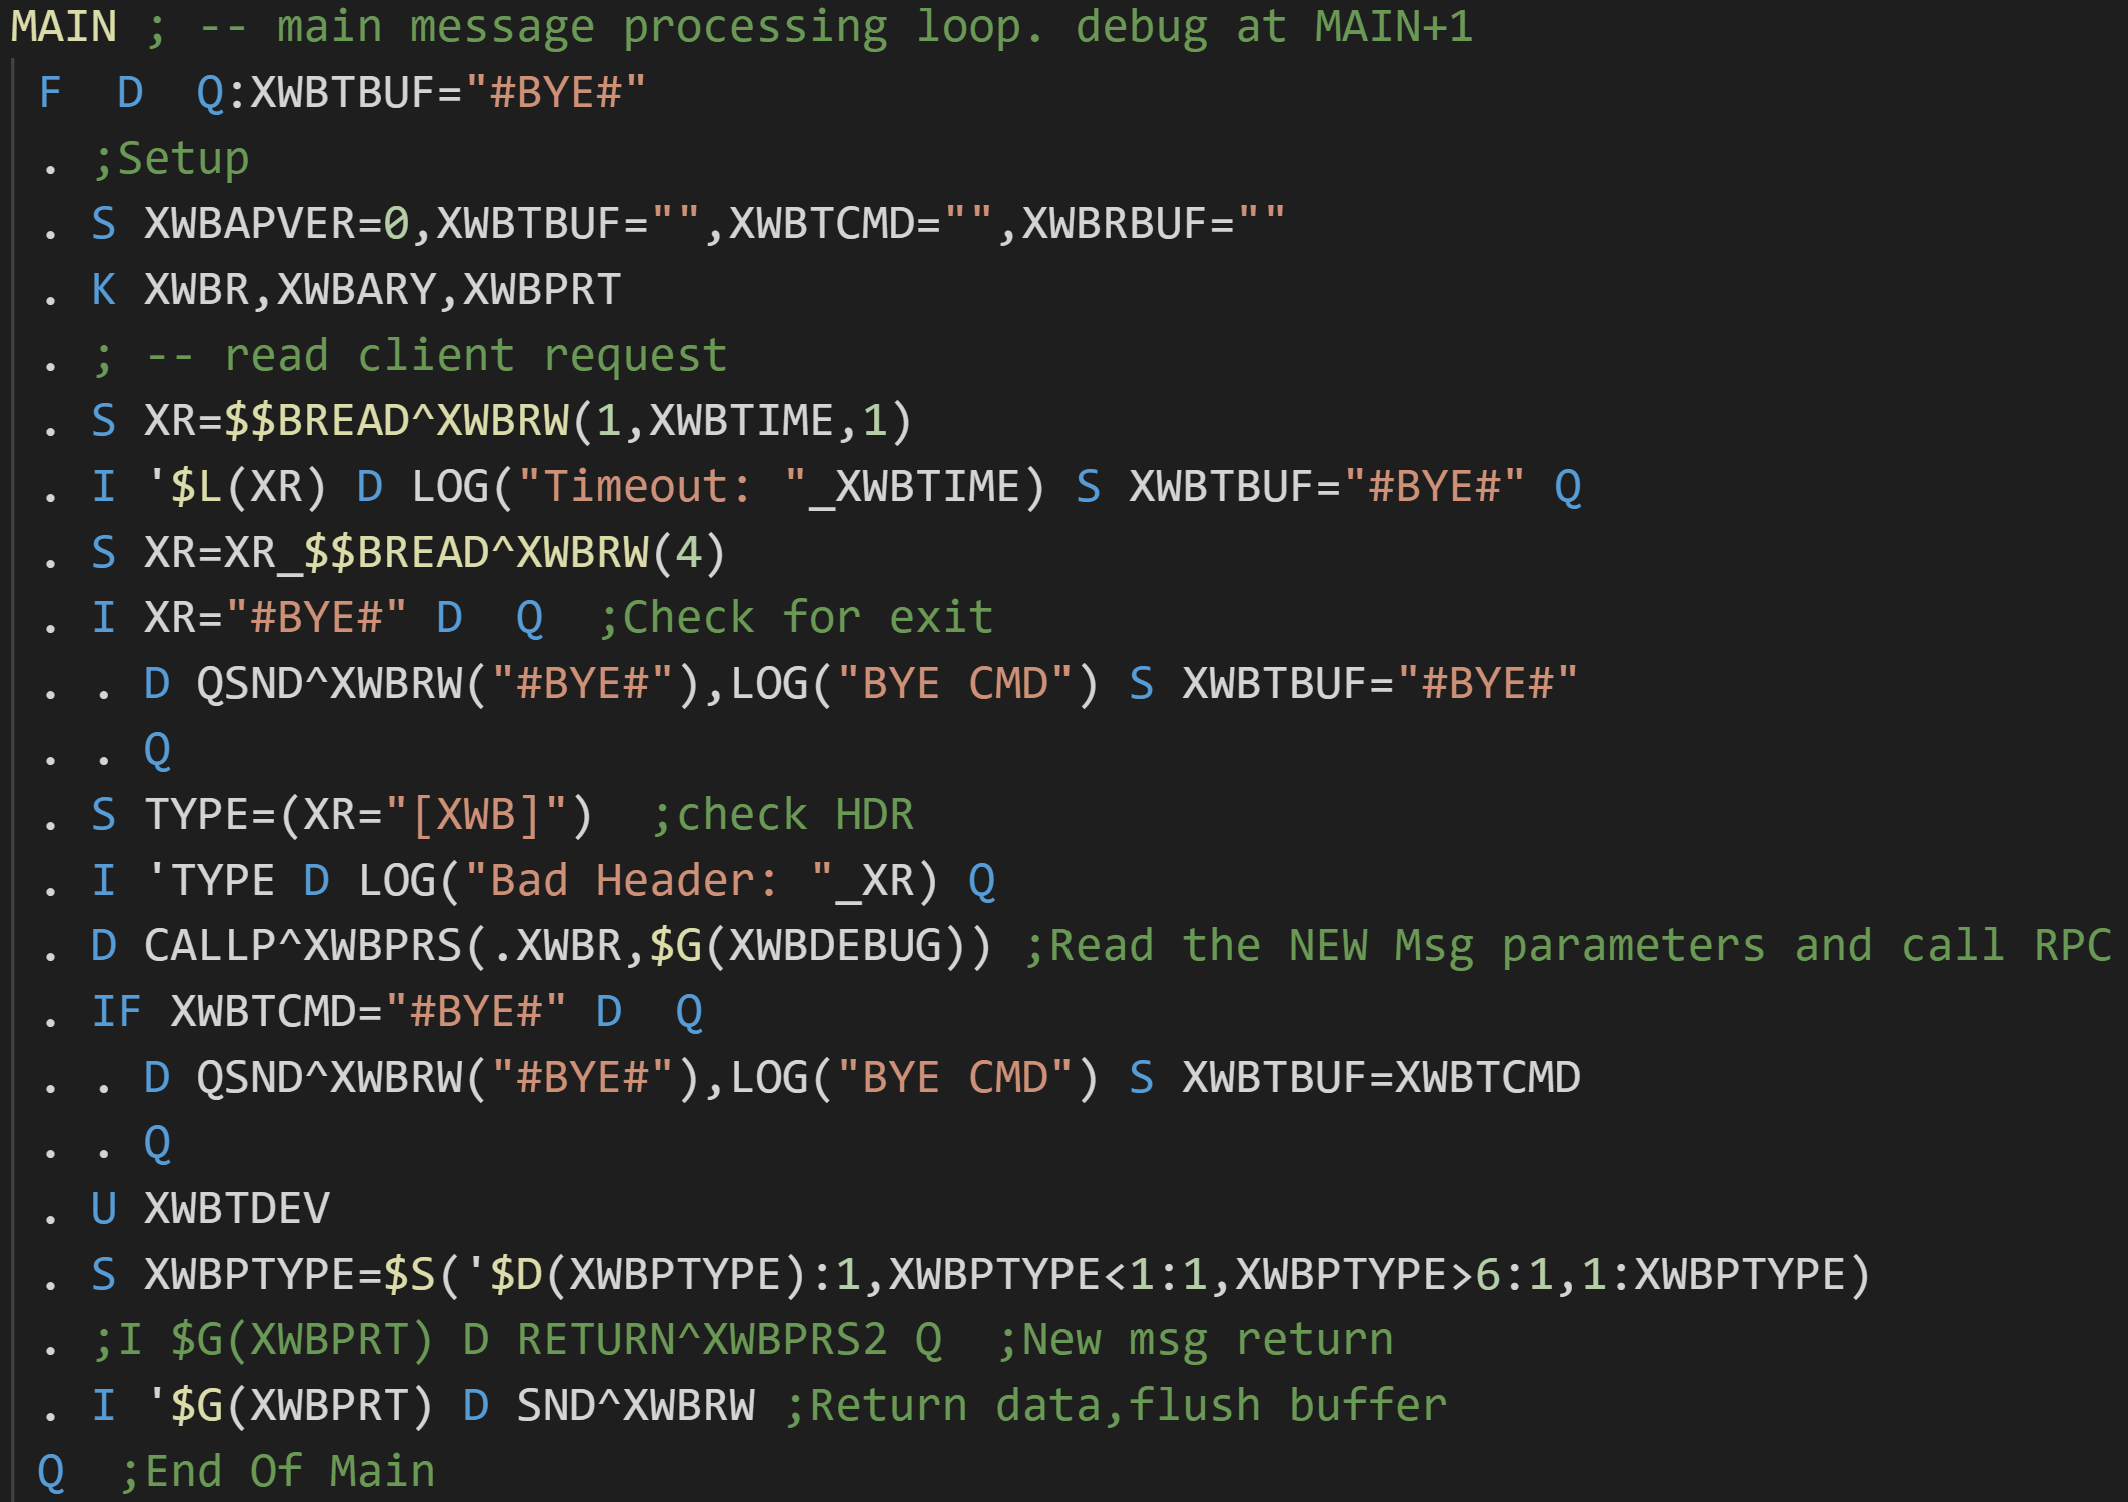 MAIN ; -- main message processing loop. debug at MAIN+1
 F  D  Q:XWBTBUF="#BYE#"
 . ;Setup
 . S XWBAPVER=0,XWBTBUF="",XWBTCMD="",XWBRBUF=""
 . K XWBR,XWBARY,XWBPRT
 . ; -- read client request
 . S XR=$$BREAD^XWBRW(1,XWBTIME,1)
 . I '$L(XR) D LOG("Timeout: "_XWBTIME) S XWBTBUF="#BYE#" Q
 . S XR=XR_$$BREAD^XWBRW(4)
 . I XR="#BYE#" D  Q  ;Check for exit
 . . D QSND^XWBRW("#BYE#"),LOG("BYE CMD") S XWBTBUF="#BYE#"
 . . Q
 . S TYPE=(XR="[XWB]")  ;check HDR
 . I 'TYPE D LOG("Bad Header: "_XR) Q
 . D CALLP^XWBPRS(.XWBR,$G(XWBDEBUG)) ;Read the NEW Msg parameters and call RPC
 . IF XWBTCMD="#BYE#" D  Q
 . . D QSND^XWBRW("#BYE#"),LOG("BYE CMD") S XWBTBUF=XWBTCMD
 . . Q
 . U XWBTDEV
 . S XWBPTYPE=$S('$D(XWBPTYPE):1,XWBPTYPE<1:1,XWBPTYPE>6:1,1:XWBPTYPE)
 . ;I $G(XWBPRT) D RETURN^XWBPRS2 Q  ;New msg return
 . I '$G(XWBPRT) D SND^XWBRW ;Return data,flush buffer
 Q  ;End Of Main